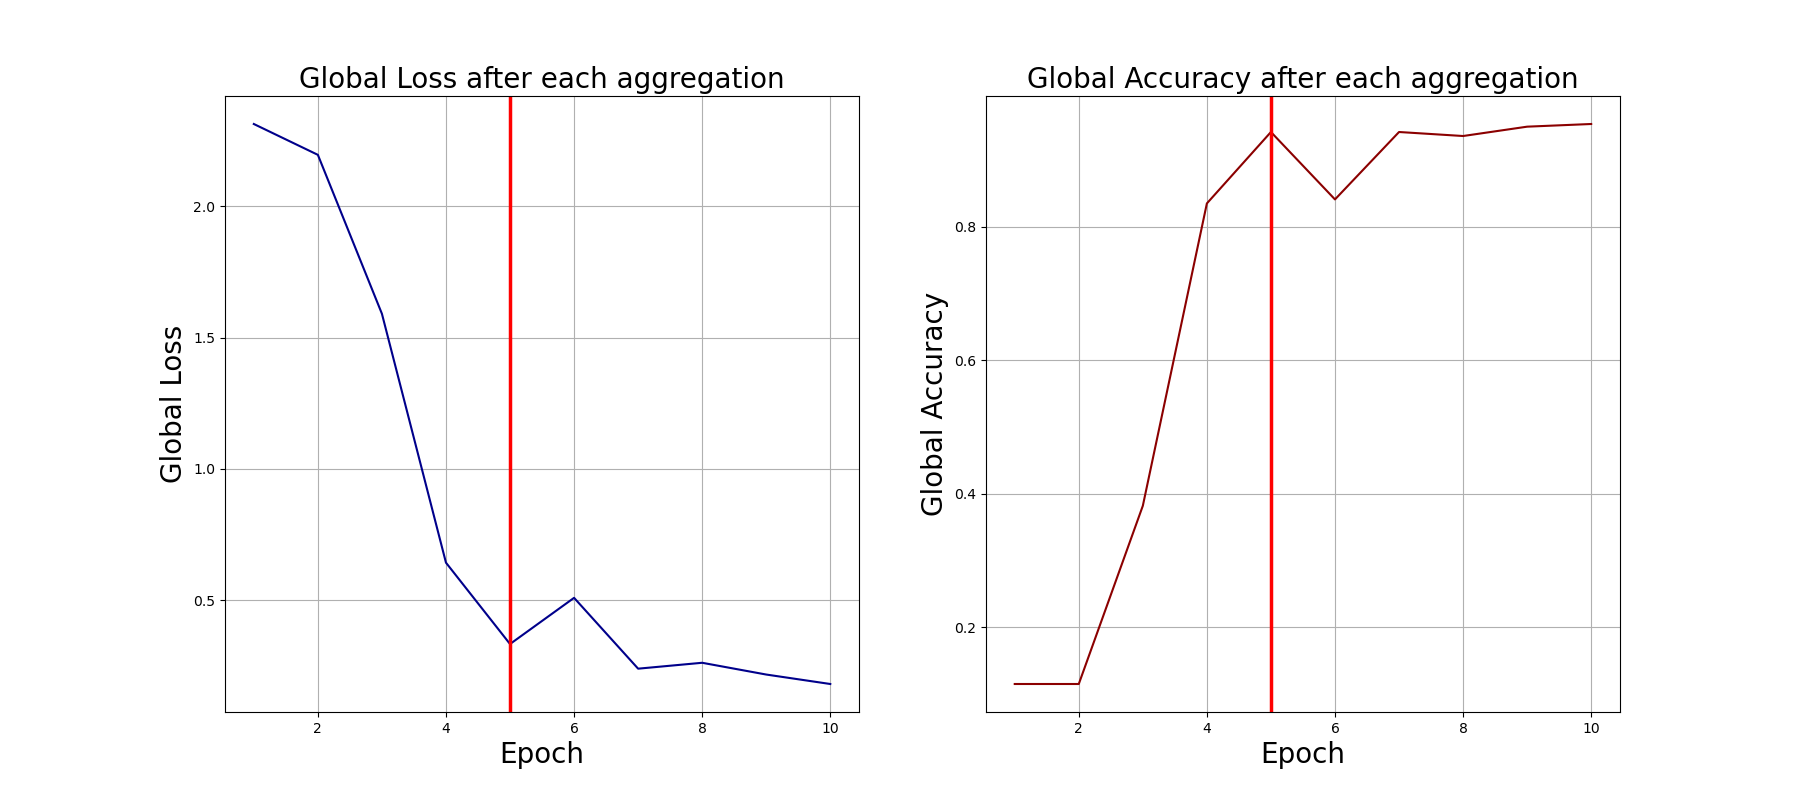 Global Loss after each aggregation
Global Loss
2.0
1.5
1.0
0.5
2 4 6 8 10
Epoch
Global Accuracy after each aggregation
Global Accuracy
0.8
0.6
0.4
0.2
2 4 6 8 10
Epoch